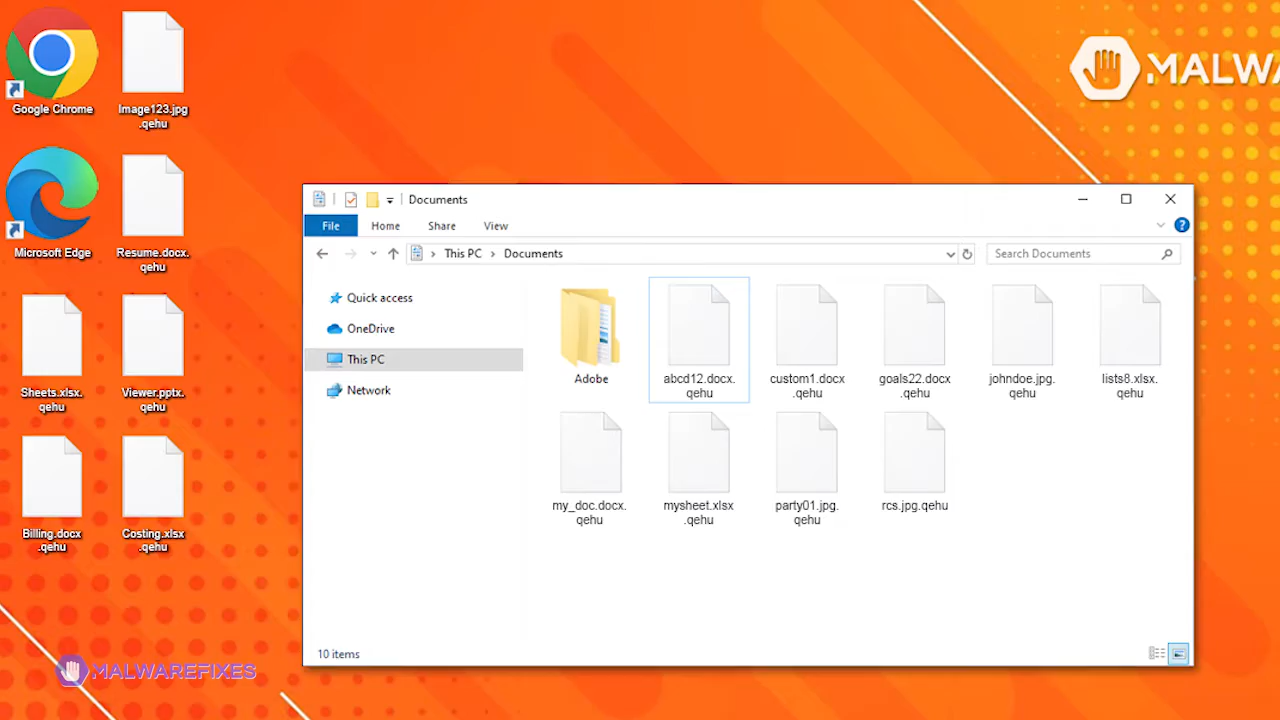 Google Chrome
Image123.jpg
.qehu
Microsoft Edge
Resume.docx.
qehu
Sheets.xlsx.
qehu
Viewer.pptx.
qehu
Billing.docx
.qehu
Costing.xlsx
.qehu
MALWA
Documents
File Home Share View
This PC > Documents
Search Documents
Quick access
OneDrive
This PC
Network
Adobe
abcd12.docx.
qehu
custom1.docx
.qehu
goals22.docx
.qehu
johndoe.jpg.
qehu
lists8.xlsx.
qehu
my_doc.docx.
qehu
mysheet.xlsx
.qehu
party01.jpg.
qehu
rcs.jpg.qehu
10 items
MALWAREFIXES